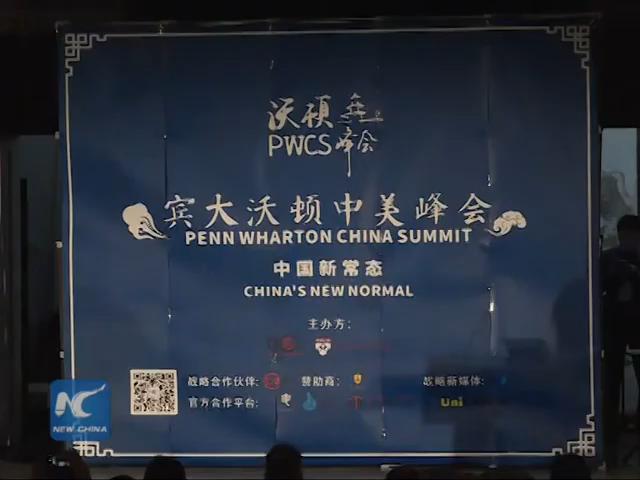 沃顿
PWCS 峰会
宾大沃顿中美峰会
PENN WHARTON CHINA SUMMIT
中国新常态
CHINA'S NEW NORMAL
主办方：
战略合作伙伴： 赞助商： 战略新媒体：
官方合作平台： Uni
NEW CHINA